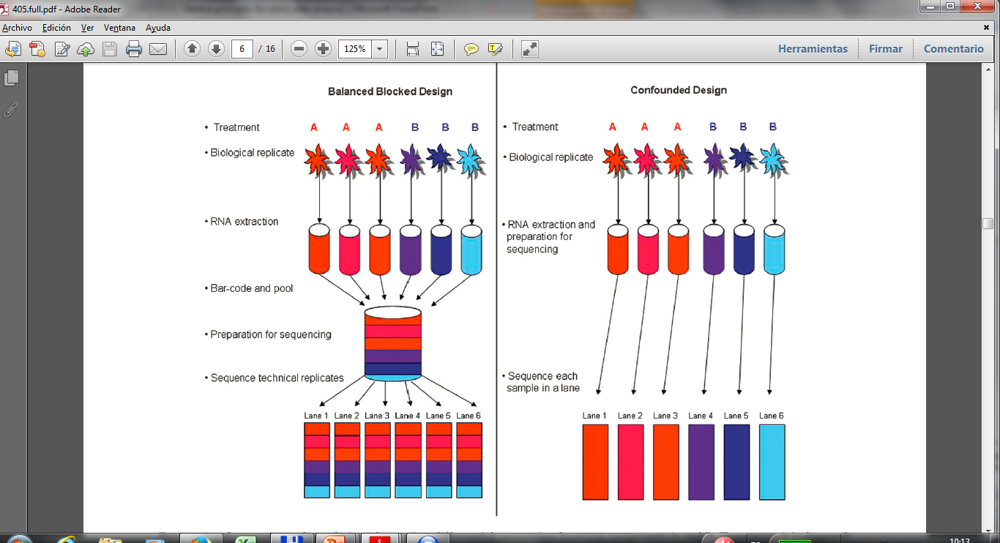 405.full.pdf - Adobe Reader
Archivo Edición Ver Ventana Ayuda
6 / 16 125% Herramientas Firmar Comentario
Balanced Blocked Design
• Treatment A A A B B B
• Biological replicate
• RNA extraction
• Bar-code and pool
• Preparation for sequencing
• Sequence technical replicates
Lane 1 Lane 2 Lane 3 Lane 4 Lane 5 Lane 6
Confounded Design
• Treatment A A A B B B
• Biological replicate
• RNA extraction and
preparation for
sequencing
• Sequence each
sample in a lane
Lane 1 Lane 2 Lane 3 Lane 4 Lane 5 Lane 6
10:13